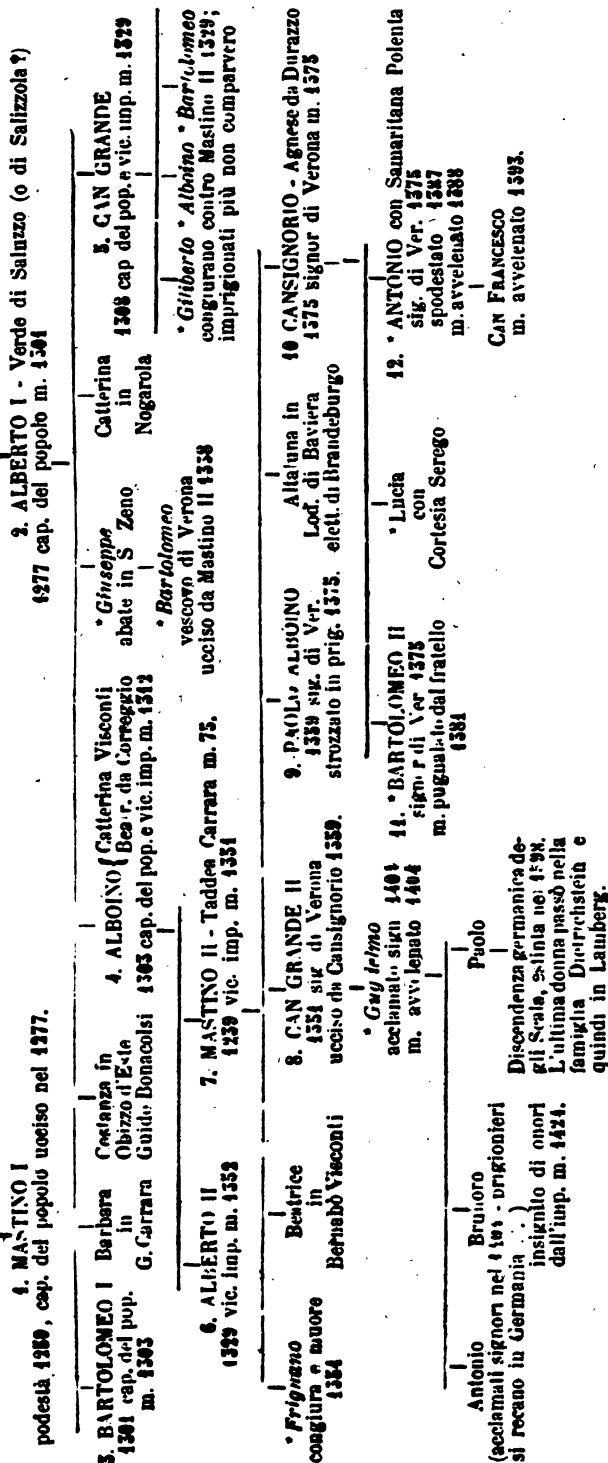 1. MASTINO I
podestà 1260, cap. del popolo ucciso nel 1277.
2. ALBERTO I - Verde di Saluzzo (o di Salizzola?)
1277 cap. del popolo m. 1301
3. BARTOLOMEO I
1301 cap. del pop.
m. 1303
Barbara
in
G. Carrara
Costanza in
Obizzo d'Este
Guido Bonacolsi
4. ALBOINO { Catterina Visconti
Bea r. da Correggio
1303 cap. del pop. e vic. imp. m. 1312
*Giuseppe
abate in S Zeno
*Bartolomeo
vescovo di Verona
ucciso da Mastino II 1338
Catterina
in
Nogarola
5. CAN GRANDE
1308 cap del pop. e vic. imp. m. 1329
*Giliberto *Alboino *Bartolomeo
congiurano contro Mastino II 1329;
imprigionati più non comparvero
6. ALBERTO II
1329 vic. imp. m. 1352
7. MASTINO II - Taddea Carrara m. 75.
1239 vic. imp. m. 1351
*Frignano
congiura e muore
1354
Beatrice
in
Bernabò Visconti
8. CAN GRANDE II
1351 sig di Verona
ucciso da Cansignorio 1359.
*Guglielmo
acclamato sign 1404
m. avvelenato 1404
9. PAOLO ALBOINO
1359 sig. di Ver.
strozzato in prig. 1375.
Altaluna in
Lod. di Baviera
elett. di Brandeburgo
10 CANSIGNORIO - Agnese da Durazzo
1375 signor di Verona m. 1375
11. *BARTOLOMEO II
signor di Ver 1375
m. pugnalato dal fratello
1381
*Lucia
con
Cortesia Serego
12. *ANTONIO con Samaritana Polenta
sig. di Ver. 1375
spodestato 1387
m. avvelenato 1388
CAN FRANCESCO
m. avvelenato 1393.
Antonio
Brunoro
(acclamati signori nel 1404 - prigionieri
si recano in Germania . .)
insignito di onori
dall'imp. m. 1424.
Paolo
Discendenza germanica de-
gli Scala, estinta nel 1598.
L'ultima donna passò nella
famiglia Dietrichstein e
quindi in Lamberg.